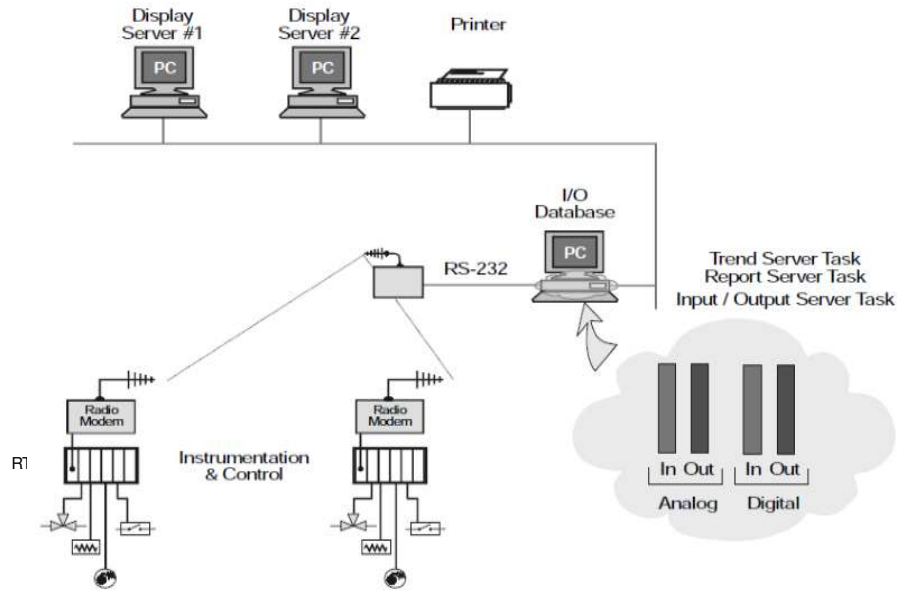 Display
Server #1
Display
Server #2
Printer
PC
PC
I/O
Database
PC
RS-232
Trend Server Task
Report Server Task
Input / Output Server Task
Radio
Modem
Radio
Modem
Instrumentation
& Control
In Out
In Out
Analog
Digital